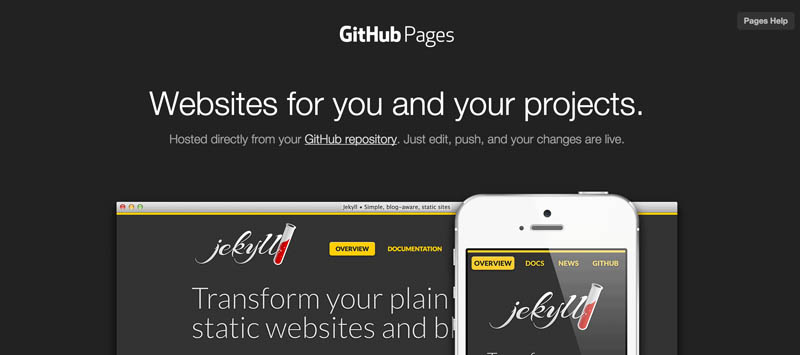 GitHub Pages
Pages Help
Websites for you and your projects.
Hosted directly from your GitHub repository. Just edit, push, and your changes are live.
Jekyll • Simple, blog-aware, static sites
jekyll
OVERVIEW DOCUMENTATION
Transform your plain
static websites and
OVERVIEW DOCS NEWS GITHUB
jekyll
Transform your